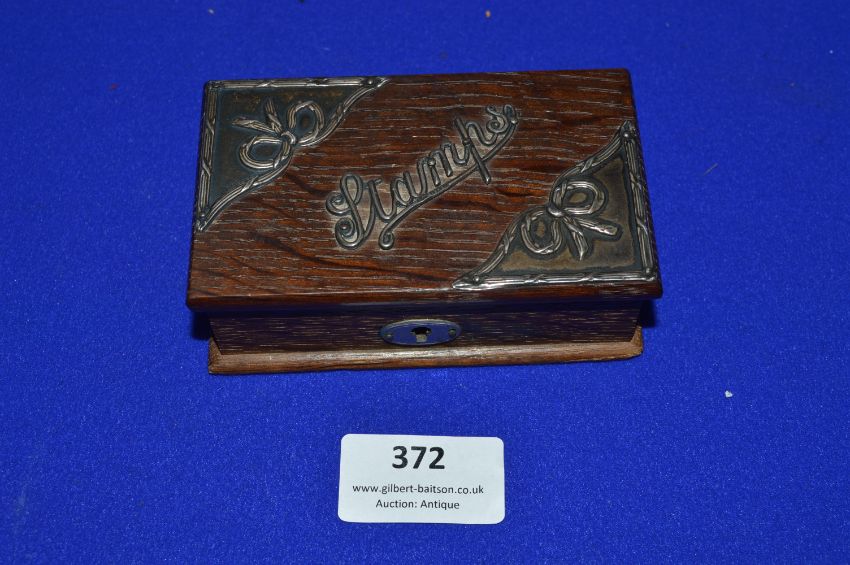 Stamps
372
www.gilbert-baitson.co.uk
Auction: Antique